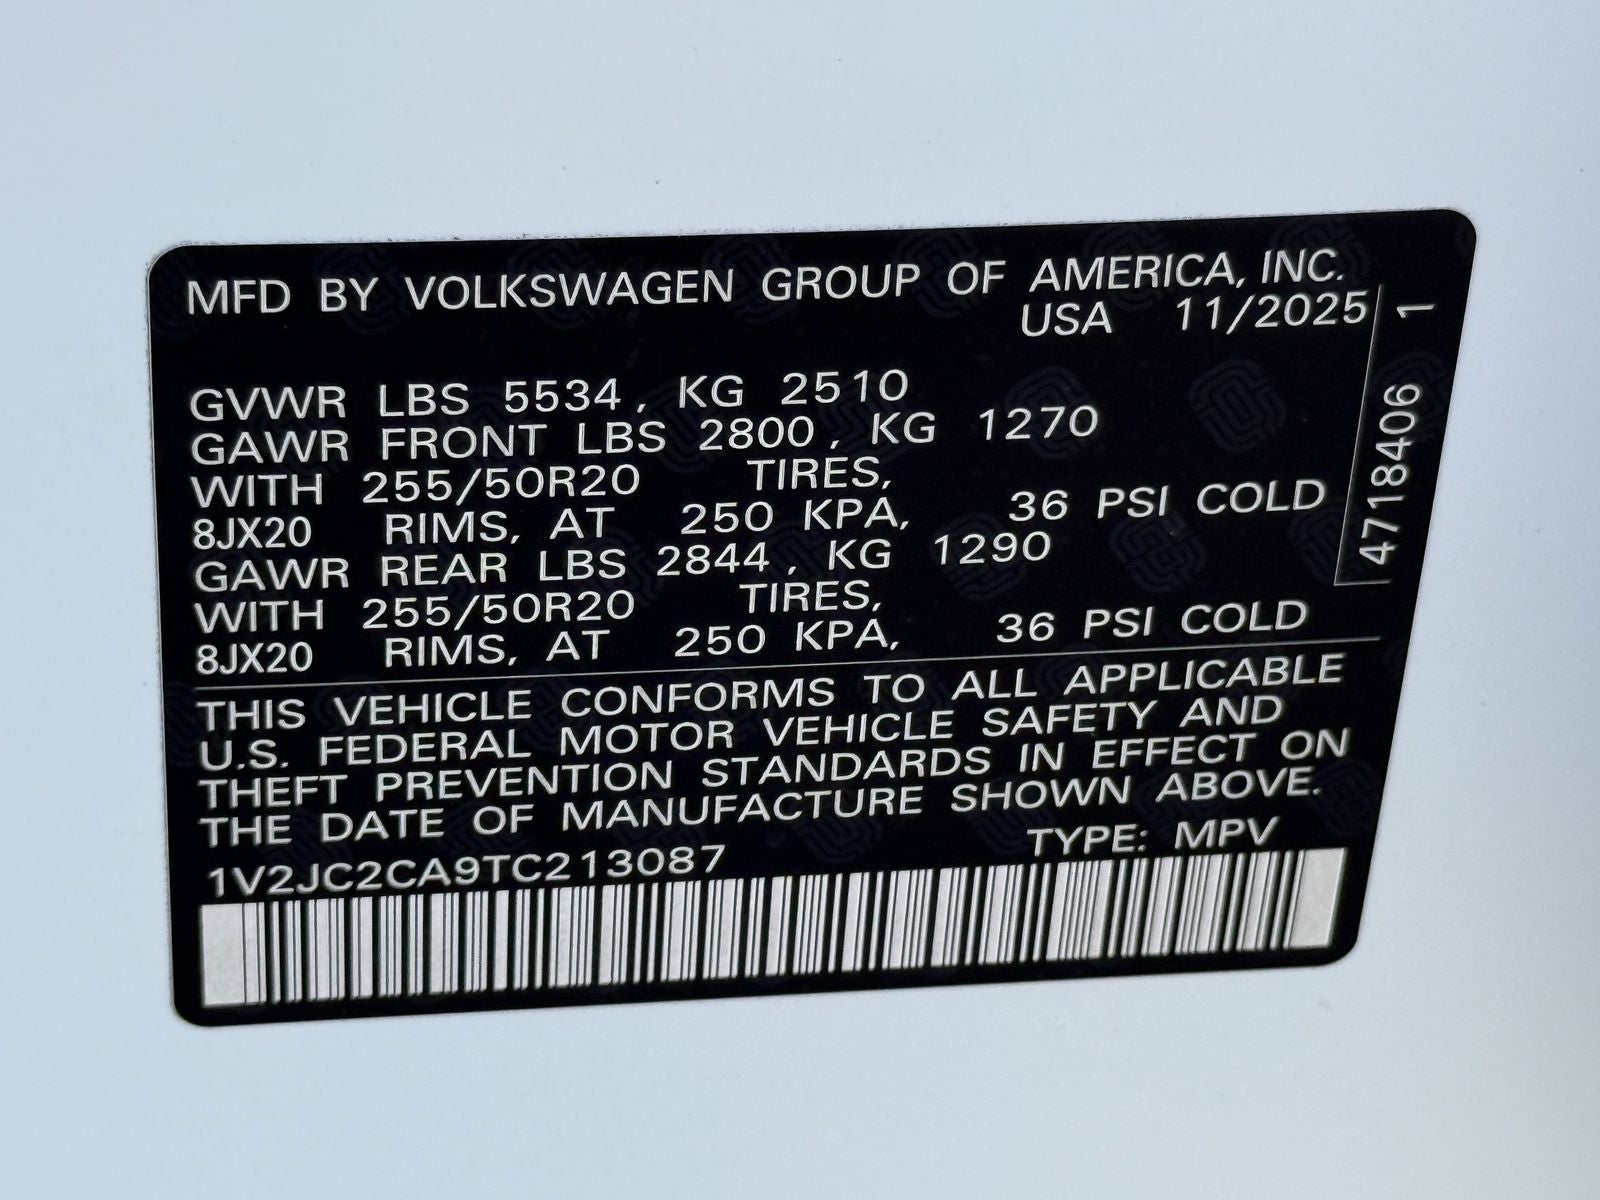 MFD BY VOLKSWAGEN GROUP OF AMERICA, INC.
USA 11/2025
GVWR LBS 5534, KG 2510
GAWR FRONT LBS 2800, KG 1270
WITH 255/50R20 TIRES,
8JX20 RIMS, AT 250 KPA, 36 PSI COLD
GAWR REAR LBS 2844, KG 1290
WITH 255/50R20 TIRES,
8JX20 RIMS, AT 250 KPA, 36 PSI COLD
THIS VEHICLE CONFORMS TO ALL APPLICABLE
U.S. FEDERAL MOTOR VEHICLE SAFETY AND
THEFT PREVENTION STANDARDS IN EFFECT ON
THE DATE OF MANUFACTURE SHOWN ABOVE.
1V2JC2CA9TC213087 TYPE: MPV
4718406 1